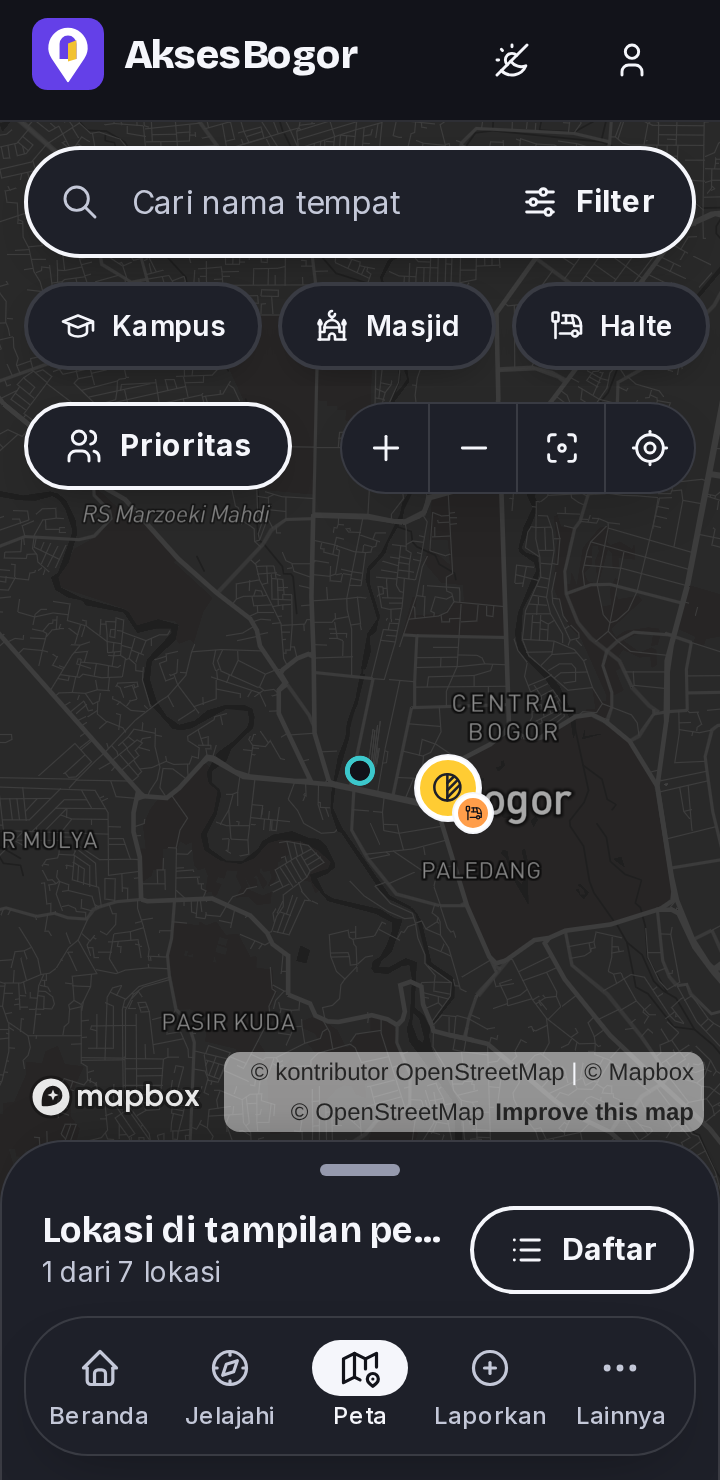 AksesBogor
Cari nama tempat
Filter
Kampus
Masjid
Halte
Prioritas
RS Marzoeki Mahdi
CENTRAL
BOGOR
ogor
R MULYA
PALEDANG
PASIR KUDA
mapbox
© kontributor OpenStreetMap | © Mapbox
© OpenStreetMap Improve this map
Lokasi di tampilan pe...
1 dari 7 lokasi
Daftar
Beranda
Jelajahi
Peta
Laporkan
Lainnya